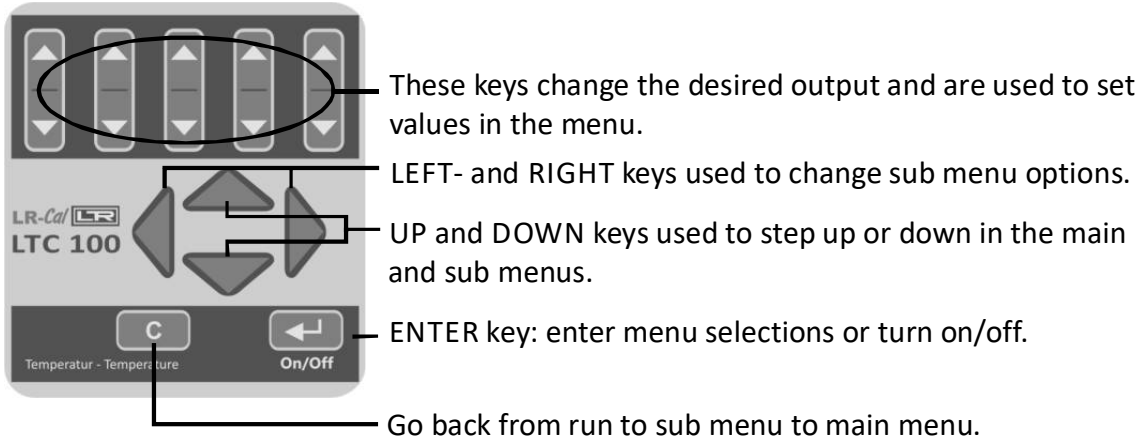 These keys change the desired output and are used to set
values in the menu.
LEFT- and RIGHT keys used to change sub menu options.
LR-Cal LR
LTC 100
UP and DOWN keys used to step up or down in the main
and sub menus.
C
ENTER key: enter menu selections or turn on/off.
Temperatur - Temperature
On/Off
Go back from run to sub menu to main menu.